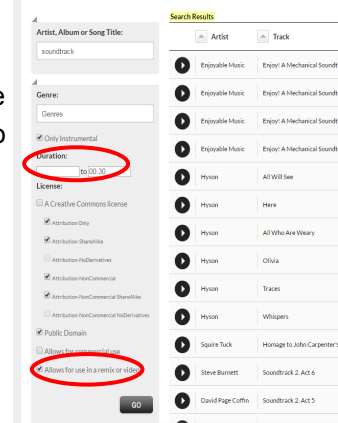 e
o
Artist, Album or Song Title:
soundtrack
Genre:
Genres
Only Instrumental
Duration:
to 00:30
License:
A Creative Commons license
Attribution Only
Attribution-ShareAlike
Attribution-NoDerivatives
Attribution-NonCommercial
Attribution-NonCommercial ShareAlike
Attribution-NonCommercial NoDerivatives
Public Domain
Allows for commercial use
Allows for use in a remix or video
GO
Search Results
Artist Track
Enjoyable Music Enjoy! A Mechanical Soundt
Enjoyable Music Enjoy! A Mechanical Soundt
Enjoyable Music Enjoy! A Mechanical Soundt
Enjoyable Music Enjoy! A Mechanical Soundt
Hyson All Will See
Hyson Here
Hyson All Who Are Weary
Hyson Olivia
Hyson Traces
Hyson Whispers
Squire Tuck Homage to John Carpenter's
Steve Burnett Soundtrack 2. Act 6
David Page Coffin Soundtrack 2. Act 5